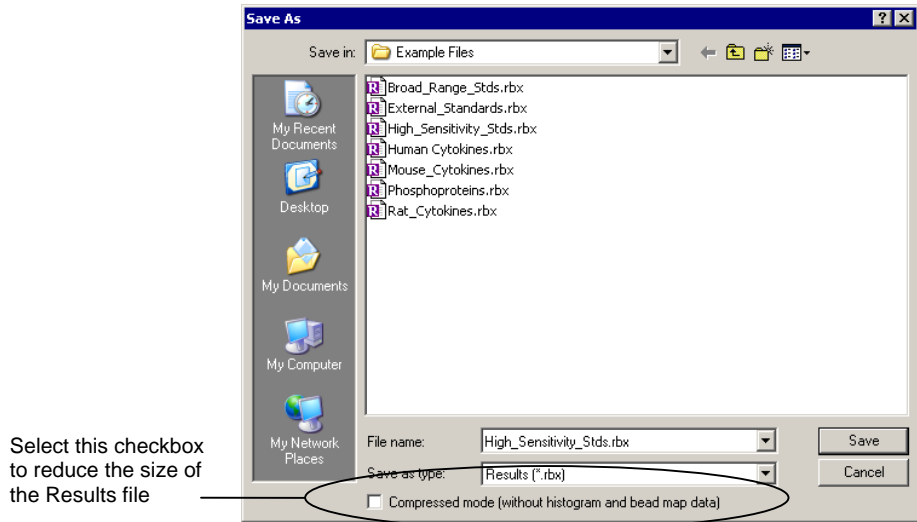 Save As
Save in:
Example Files
Broad_Range_Stds.rbx
External_Standards.rbx
High_Sensitivity_Stds.rbx
Human Cytokines.rbx
Mouse_Cytokines.rbx
Phosphoproteins.rbx
Rat_Cytokines.rbx
My Recent
Documents
Desktop
My Documents
My Computer
My Network
Places
File name:
High_Sensitivity_Stds.rbx
Save
Save as type:
Results (*.rbx)
Cancel
Compressed mode (without histogram and bead map data)
Select this checkbox
to reduce the size of
the Results file